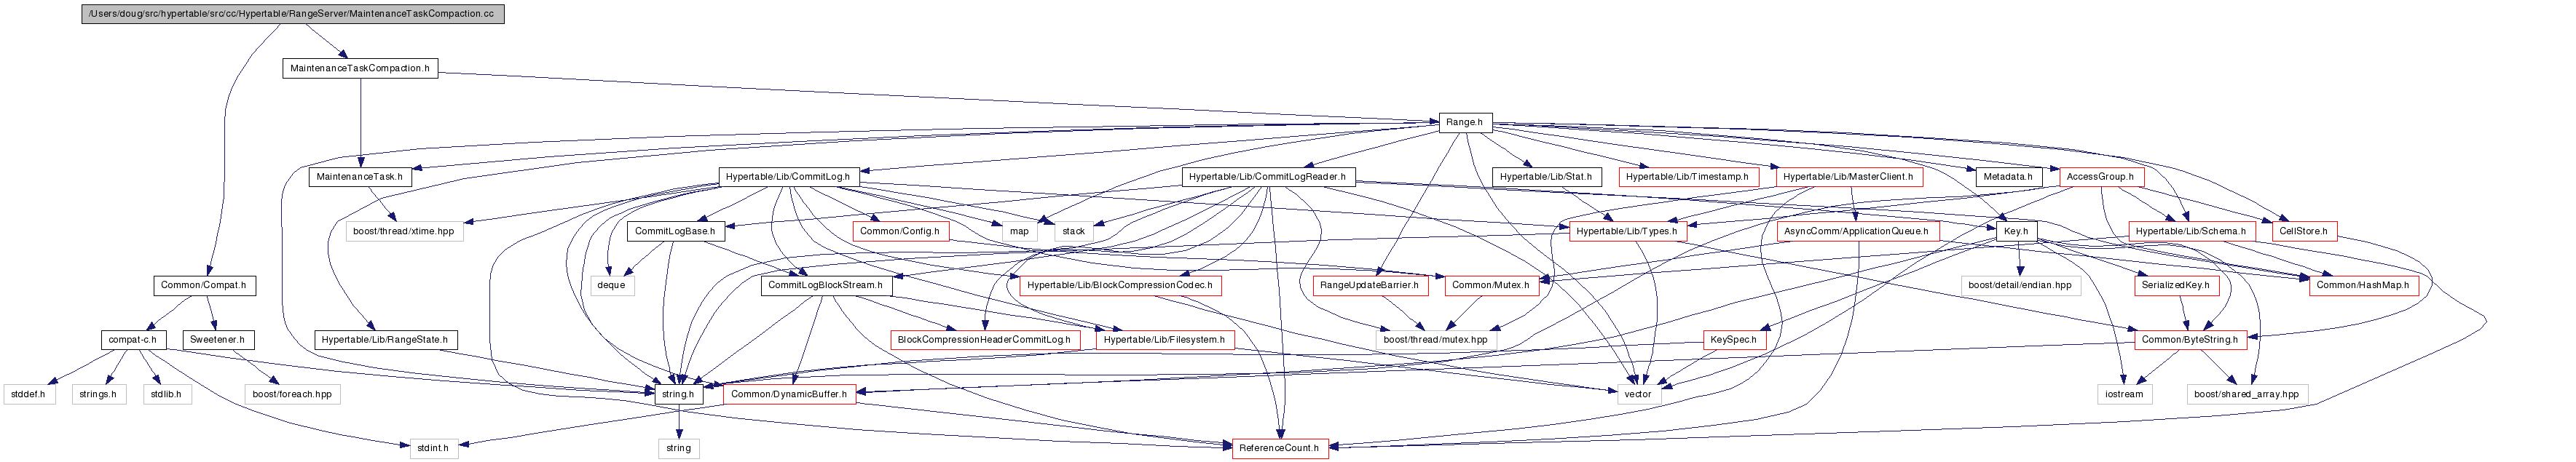 /Users/doug/src/hypertable/src/cc/Hypertable/RangeServer/MaintenanceTaskCompaction.cc
MaintenanceTaskCompaction.h
Range.h
MaintenanceTask.h
Hypertable/Lib/CommitLog.h
Hypertable/Lib/CommitLogReader.h
Hypertable/Lib/Stat.h
Hypertable/Lib/Timestamp.h
Hypertable/Lib/MasterClient.h
Metadata.h
AccessGroup.h
boost/thread/xtime.hpp
CommitLogBase.h
Common/Config.h
map
stack
Hypertable/Lib/Types.h
AsyncComm/ApplicationQueue.h
Key.h
Hypertable/Lib/Schema.h
CellStore.h
Common/Compat.h
deque
CommitLogBlockStream.h
Hypertable/Lib/BlockCompressionCodec.h
RangeUpdateBarrier.h
Common/Mutex.h
boost/detail/endian.hpp
SerializedKey.h
Common/HashMap.h
compat-c.h
Sweetener.h
Hypertable/Lib/RangeState.h
BlockCompressionHeaderCommitLog.h
Hypertable/Lib/Filesystem.h
boost/thread/mutex.hpp
KeySpec.h
Common/ByteString.h
stddef.h
strings.h
stdlib.h
boost/foreach.hpp
string.h
Common/DynamicBuffer.h
vector
iostream
boost/shared_array.hpp
stdint.h
string
ReferenceCount.h